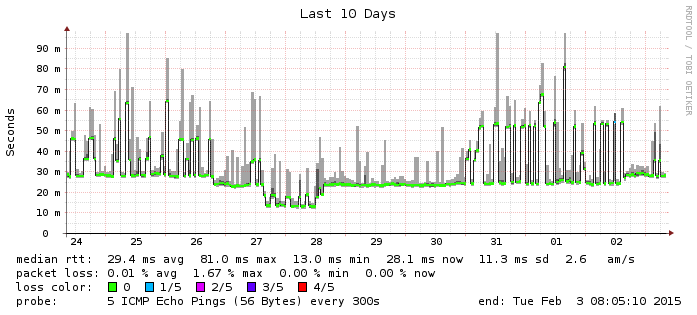 Last 10 Days
RRDTOOL / TOBI OETIKER
Seconds
90 m
80 m
70 m
60 m
50 m
40 m
30 m
20 m
10 m
0
24 25 26 27 28 29 30 31 01 02
median rtt: 29.4 ms avg 81.0 ms max 13.0 ms min 28.1 ms now 11.3 ms sd 2.6 am/s
packet loss: 0.01 % avg 1.67 % max 0.00 % min 0.00 % now
loss color: 0 1/5 2/5 3/5 4/5
probe: 5 ICMP Echo Pings (56 Bytes) every 300s end: Tue Feb 3 08:05:10 2015